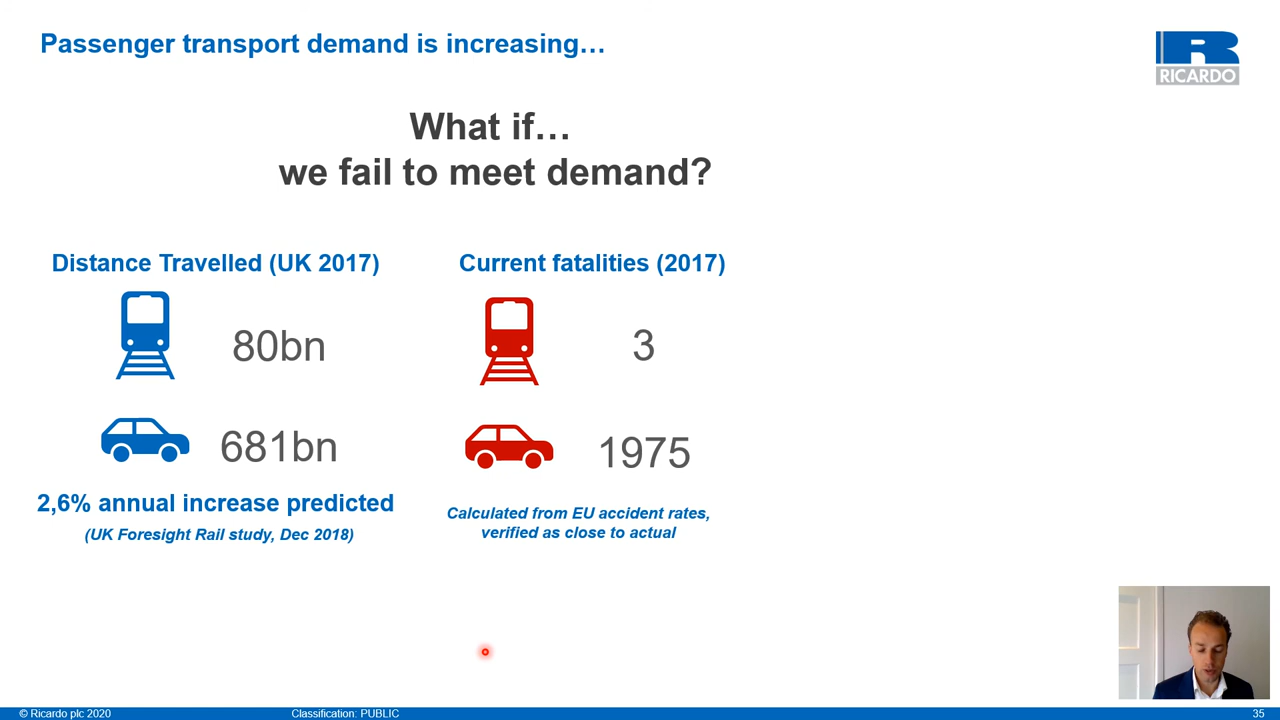 Passenger transport demand is increasing…
RICARDO
What if…
we fail to meet demand?
Distance Travelled (UK 2017)
80bn
681bn
2,6% annual increase predicted
(UK Foresight Rail study, Dec 2018)
Current fatalities (2017)
3
1975
Calculated from EU accident rates,
verified as close to actual
© Ricardo plc 2020
Classification: PUBLIC
35